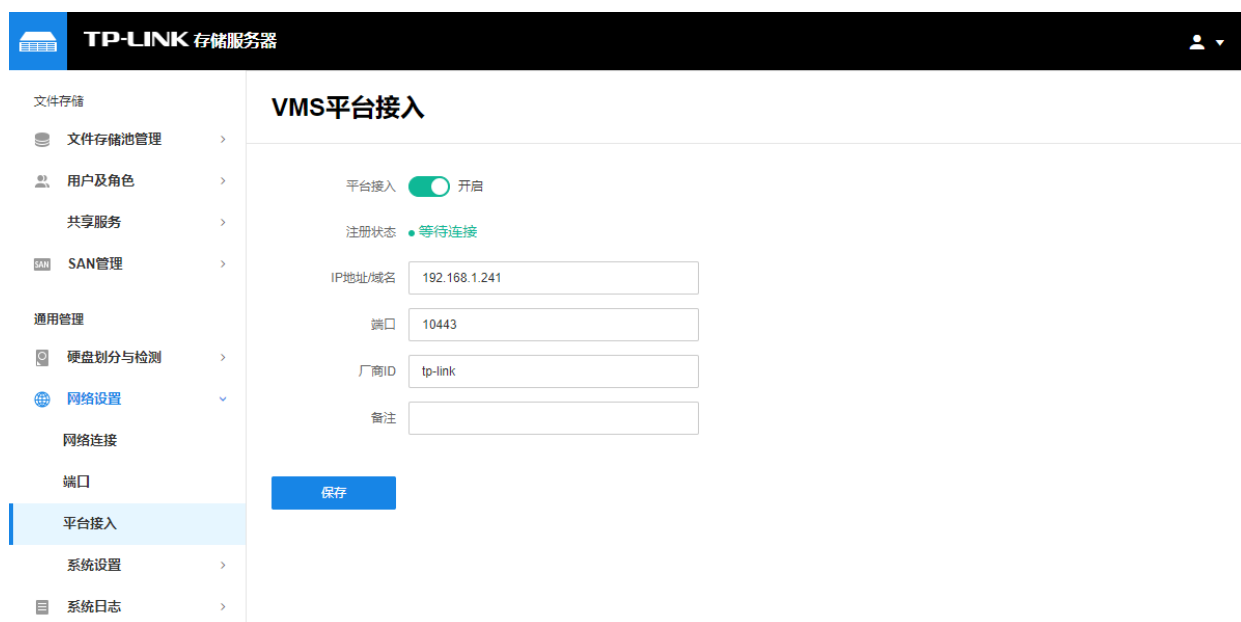 TP-LINK 存储服务器
文件存储
文件存储池管理
用户及角色
共享服务
SAN SAN管理
通用管理
硬盘划分与检测
网络设置
网络连接
端口
平台接入
系统设置
系统日志
VMS平台接入
平台接入 开启
注册状态 等待连接
IP地址/域名 192.168.1.241
端口 10443
厂商ID tp-link
备注
保存